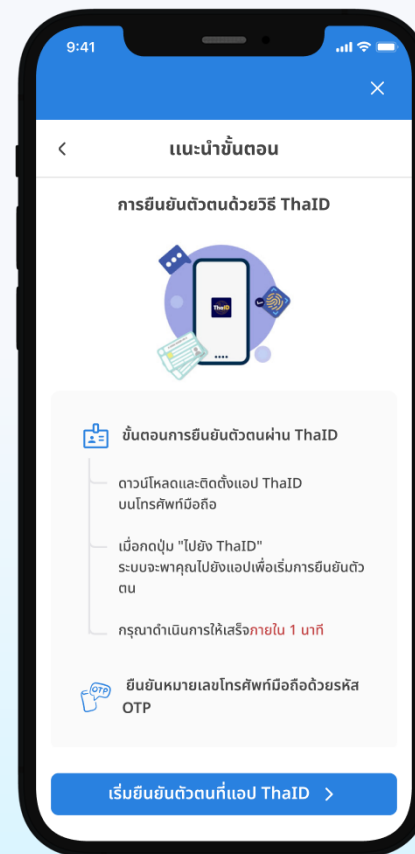 9:41
แนะนำขั้นตอน
การยืนยันตัวตนด้วยวิธี ThaID
ThaID
ขั้นตอนการยืนยันตัวตนผ่าน ThaID
ดาวน์โหลดและติดตั้งแอป ThaID
บนโทรศัพท์มือถือ
เมื่อกดปุ่ม "ไปยัง ThaID"
ระบบจะพาคุณไปยังแอปเพื่อเริ่มการยืนยันตัว
ตน
กรุณาดำเนินการให้เสร็จภายใน 1 นาที
OTP
ยืนยันหมายเลขโทรศัพท์มือถือด้วยรหัส
OTP
เริ่มยืนยันตัวตนที่แอป ThaID